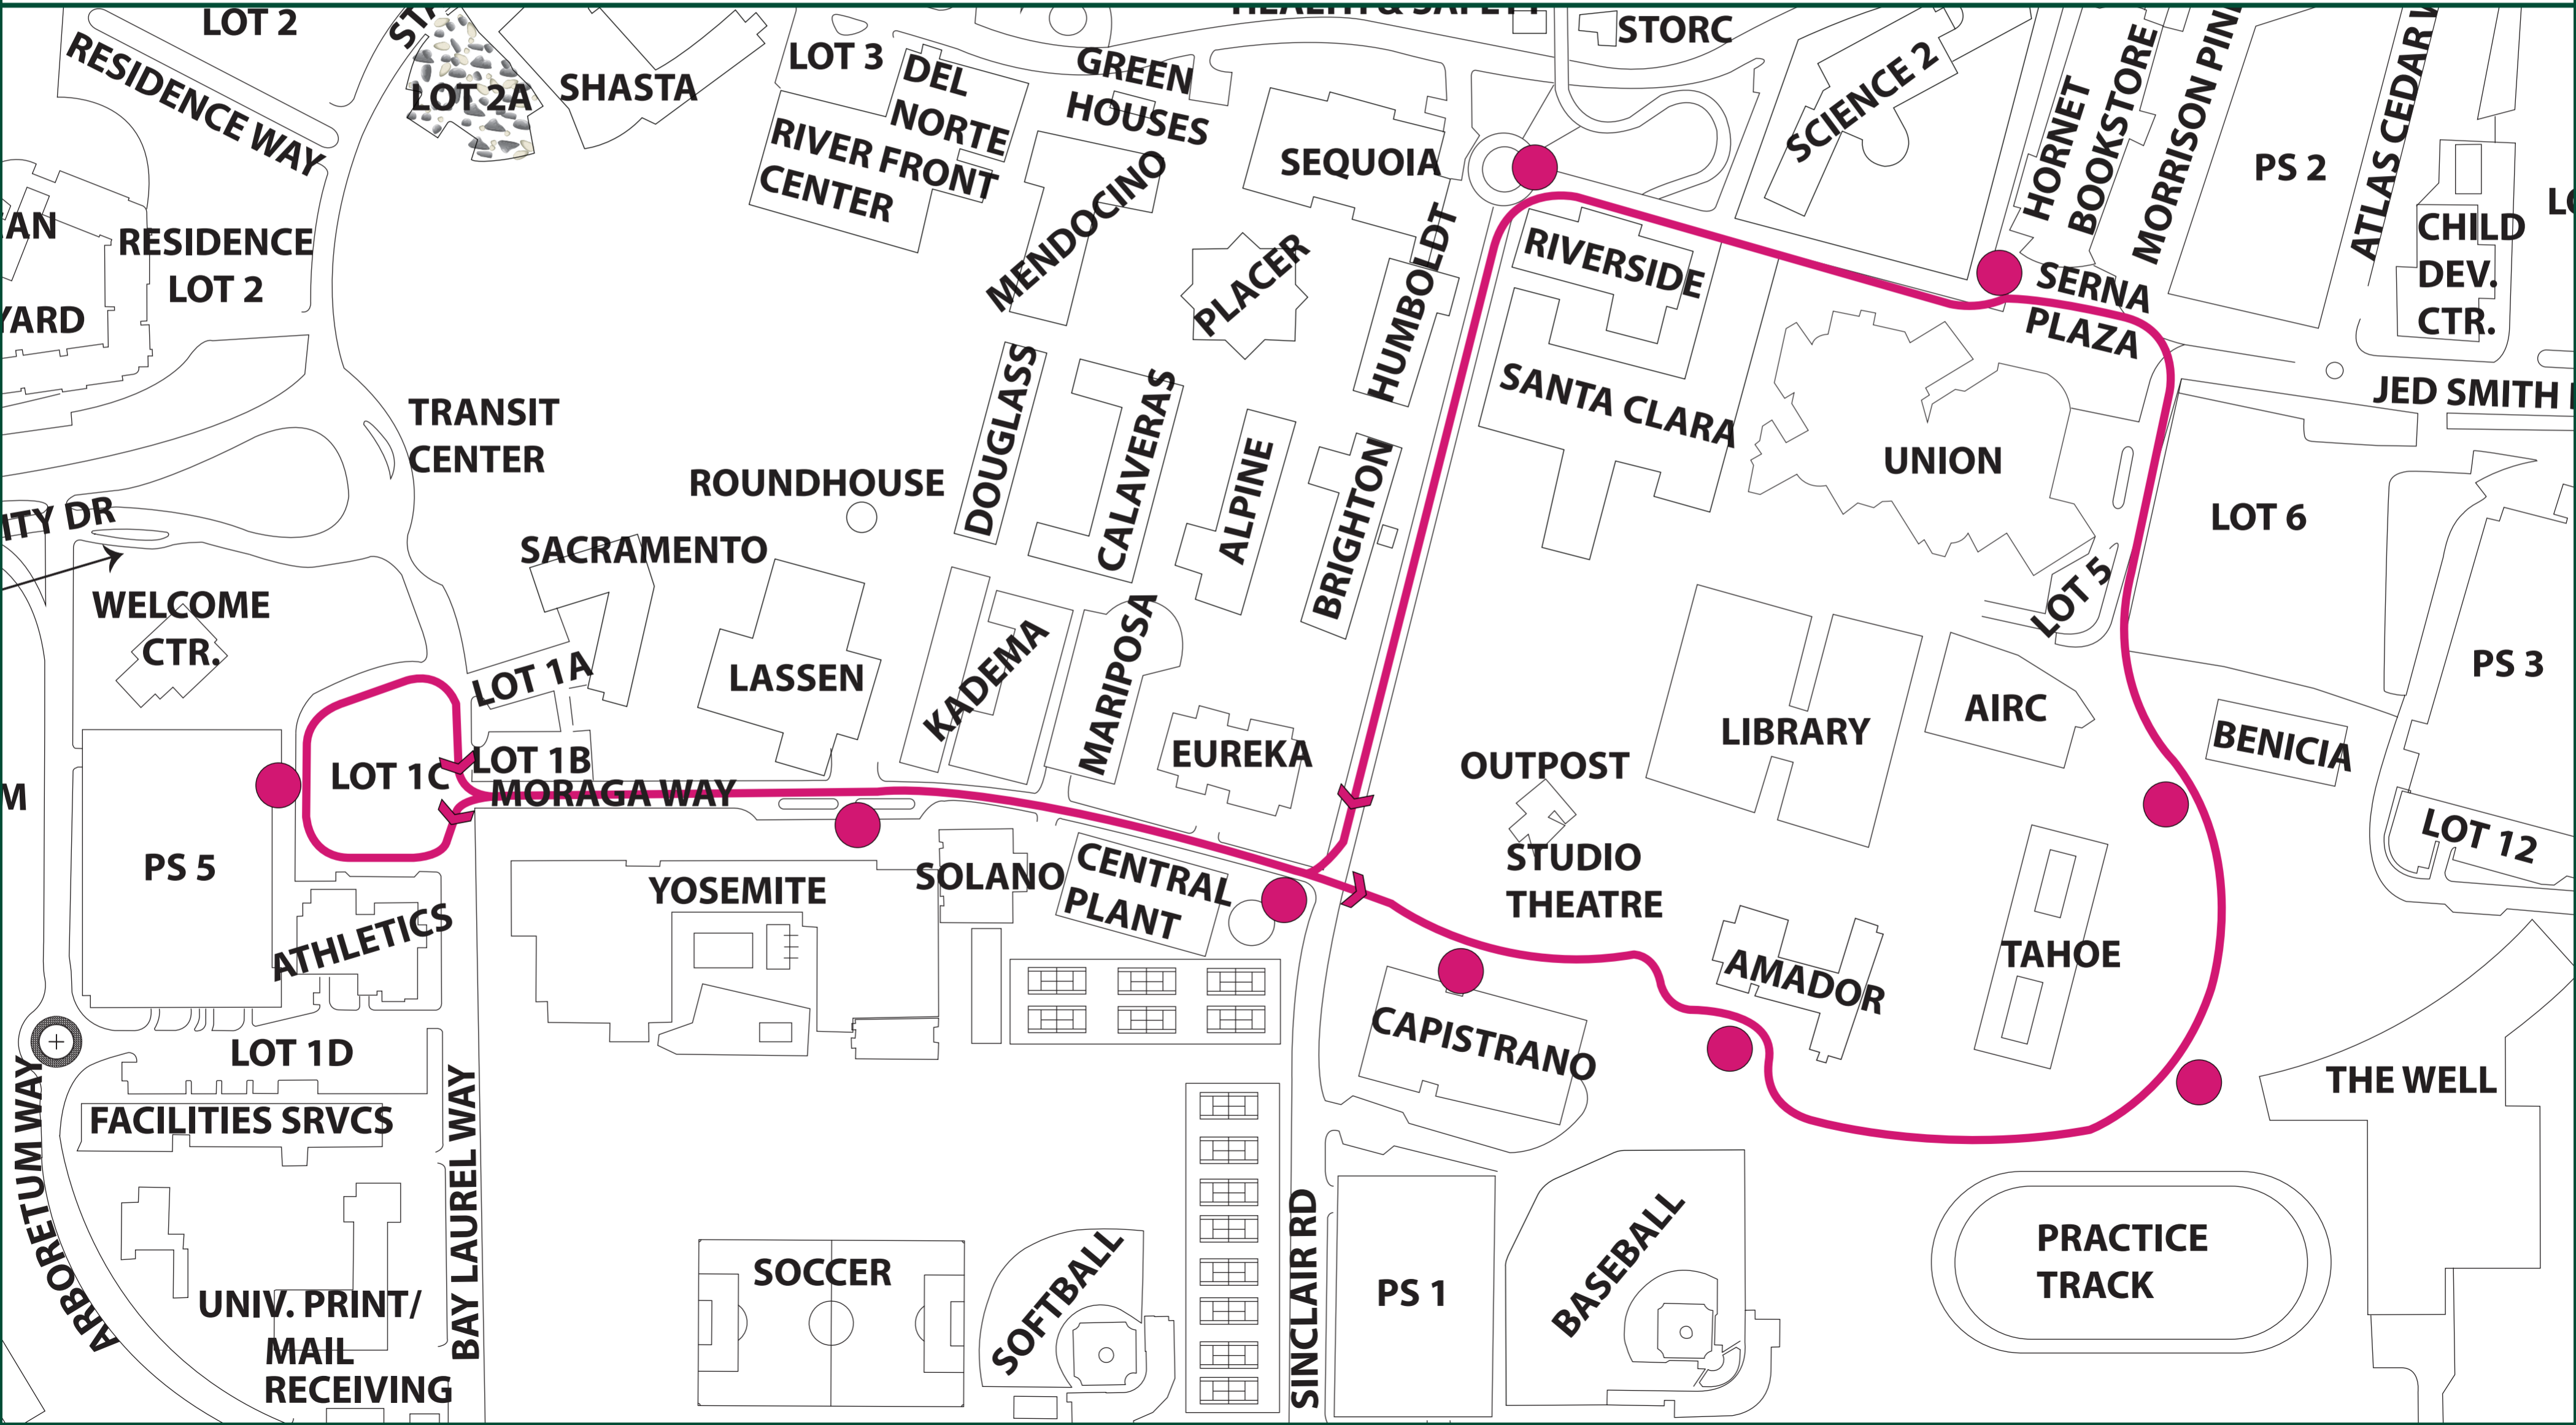 LOT 2
RESIDENCE WAY
LOT 2A
SHASTA
LOT 3
DEL
NORTE
RIVER FRONT
CENTER
GREEN
HOUSES
HEALTH & SAFETY
STORC
SCIENCE 2
HORNET
BOOKSTORE
PS 2
ATLAS CEDAR
CHILD
DEV.
CTR.
SEQUOIA
MENDOCINO
PLACER
HUMBOLDT
RIVERSIDE
SERNA
PLAZA
RESIDENCE
LOT 2
JED SMITH
SANTA CLARA
UNION
LOT 6
TRANSIT
CENTER
ROUNDHOUSE
DOUGLASS
CALAVERAS
ALPINE
BRIGHTON
SACRAMENTO
WELCOME
CTR.
LOT 1A
LASSEN
KADEMA
MARIPOSA
EUREKA
LOT 5
LIBRARY
AIRC
BENICIA
PS 3
LOT 1B
LOT 1C
MORAGA WAY
OUTPOST
STUDIO
THEATRE
LOT 12
PS 5
YOSEMITE
SOLANO
CENTRAL
PLANT
ATHLETICS
AMADOR
TAHOE
CAPISTRANO
LOT 1D
THE WELL
FACILITIES SRVCS
ARBORETUM WAY
BAY LAUREL WAY
UNIV. PRINT/
MAIL
RECEIVING
SOCCER
SOFTBALL
SINCLAIR RD
PS 1
BASEBALL
PRACTICE
TRACK